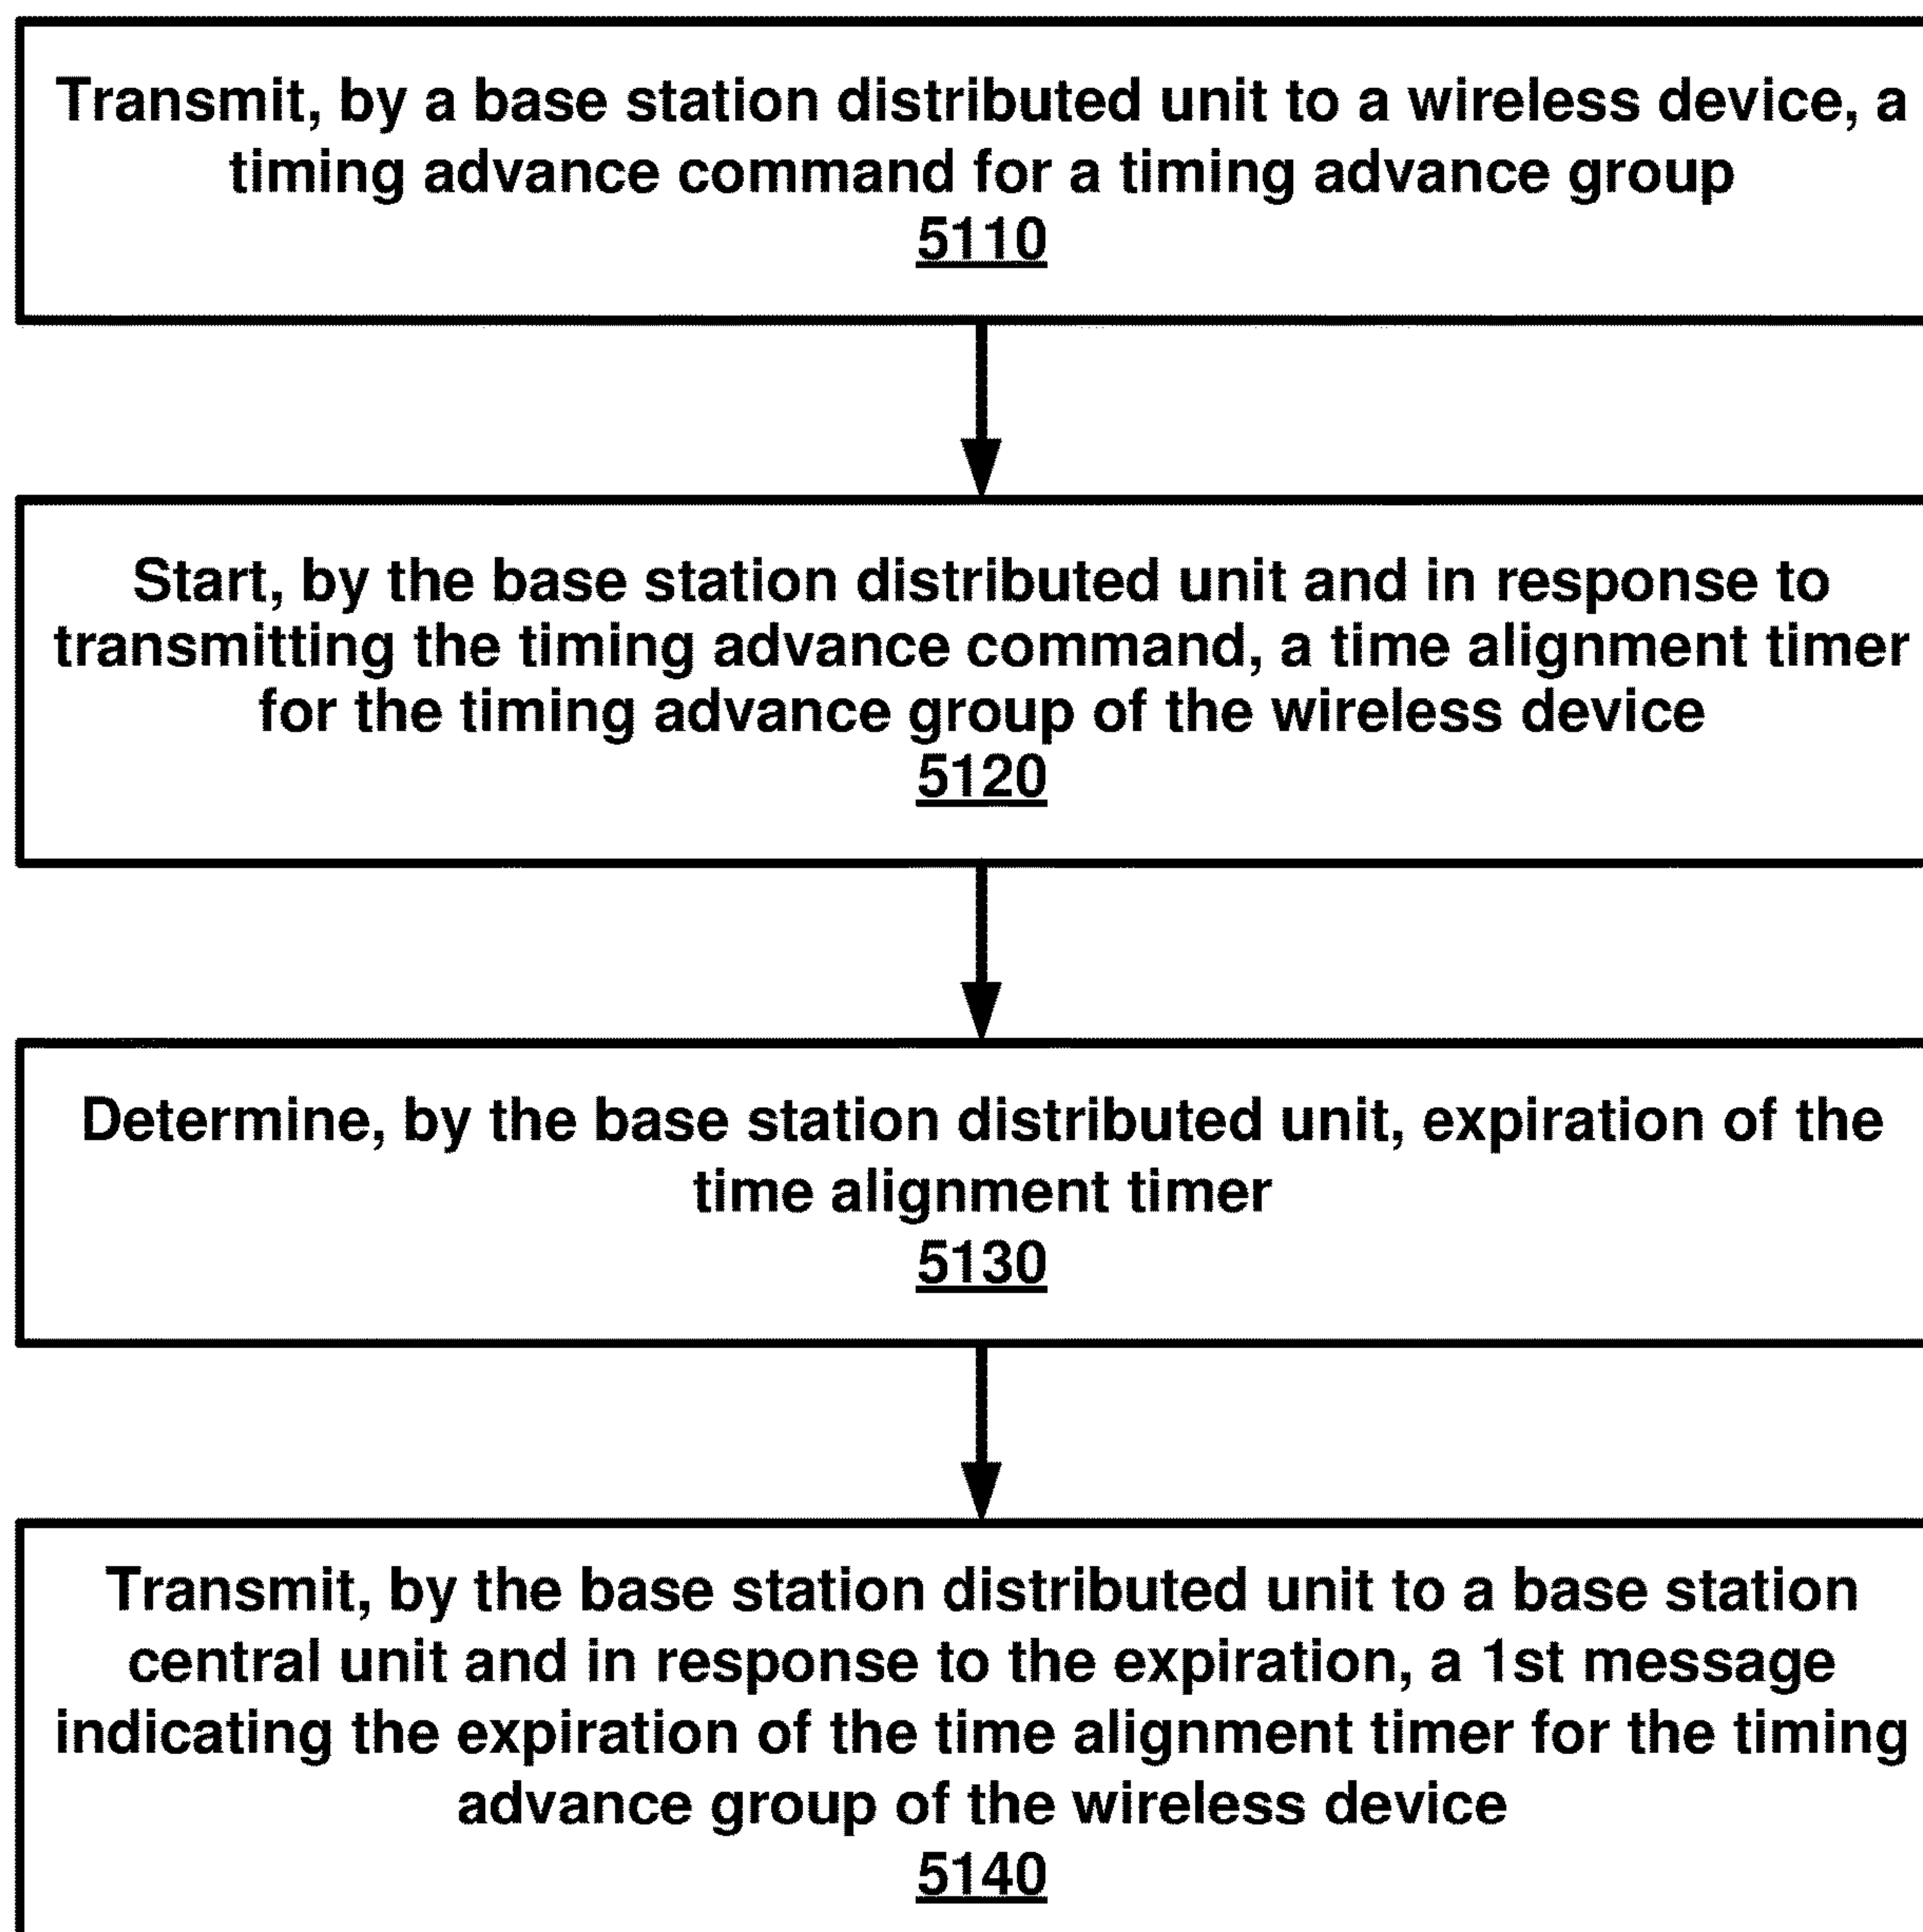 Transmit, by a base station distributed unit to a wireless device, a
timing advance command for a timing advance group
5110
Start, by the base station distributed unit and in response to
transmitting the timing advance command, a time alignment timer
for the timing advance group of the wireless device
5120
Determine, by the base station distributed unit, expiration of the
time alignment timer
5130
Transmit, by the base station distributed unit to a base station
central unit and in response to the expiration, a 1st message
indicating the expiration of the time alignment timer for the timing
advance group of the wireless device
5140